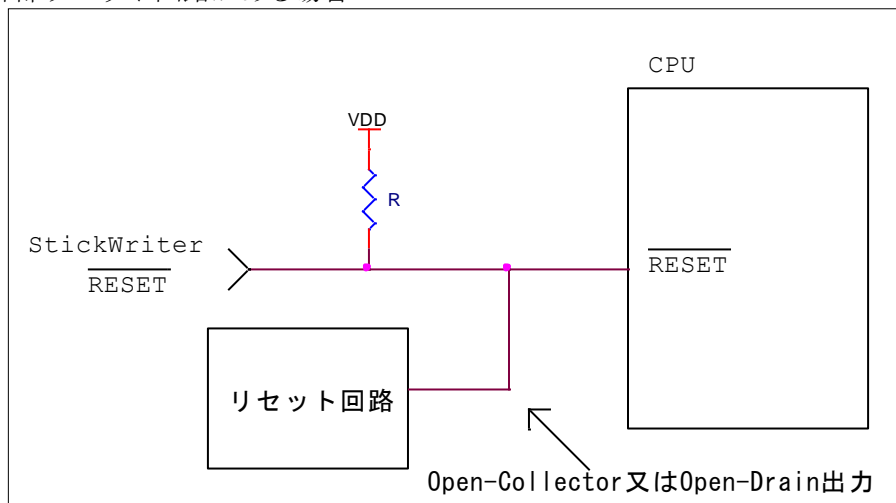 CPU
VDD
R
StickWriter
RESET
RESET
リセット回路
Open-Collector又はOpen-Drain出力